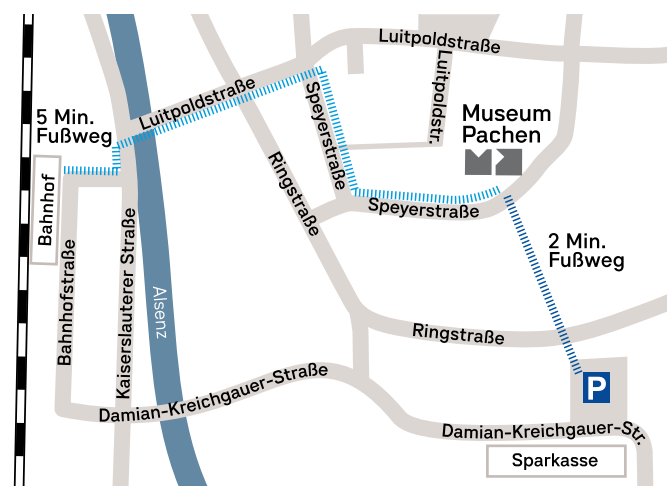 Luitpoldstraße
Luitpoldstr.
Luitpoldstraße
5 Min.
Fußweg
Speyerstraße
Museum
Pachen
Bahnhof
Ringstraße
Speyerstraße
2 Min.
Fußweg
Bahnhofstraße
Kaiserslauterer Straße
Alsenz
Ringstraße
Damian-Kreichgauer-Straße
P
Damian-Kreichgauer-Str.
Sparkasse